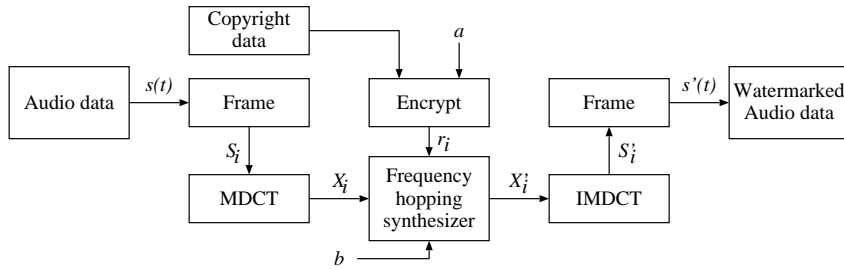 Copyright
data
a
Audio data
s(t)
Frame
Encrypt
Frame
s'(t)
Watermarked
Audio data
S_i
r_i
S'_i
MDCT
X_i
Frequency
hopping
synthesizer
X'_i
IMDCT
b